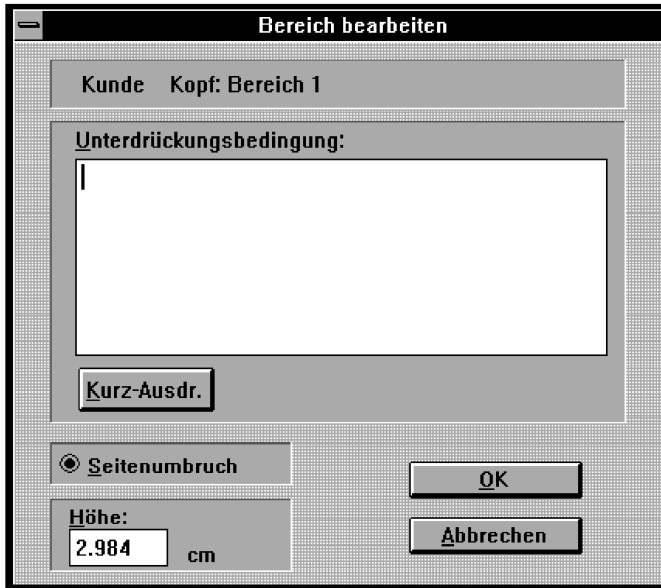 Bereich bearbeiten
Kunde Kopf: Bereich 1
Unterdrückungsbedingung:
Kurz-Ausdr.
Seitenumbruch
OK
Höhe:
2.984 cm
Abbrechen